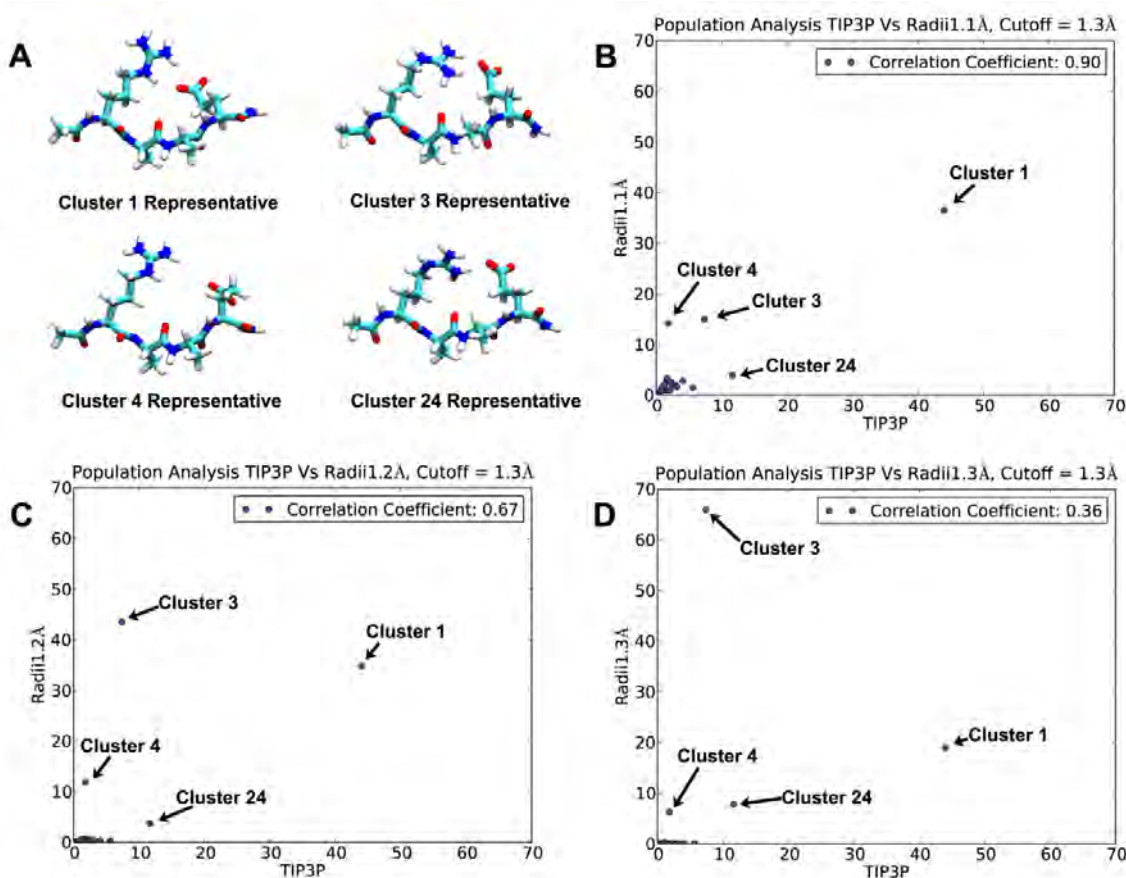 A
Cluster 1 Representative
Cluster 3 Representative
Cluster 4 Representative
Cluster 24 Representative
B
Population Analysis TIP3P Vs Radii1.1Å, Cutoff = 1.3Å
Correlation Coefficient: 0.90
Cluster 1
Cluster 4
Cluter 3
Cluster 24
Radii1.1Å
70
60
50
40
30
20
10
0
0 10 20 30 40 50 60 70
TIP3P
C
Population Analysis TIP3P Vs Radii1.2Å, Cutoff = 1.3Å
Correlation Coefficient: 0.67
Cluster 3
Cluster 1
Cluster 4
Cluster 24
Radii1.2Å
70
60
50
40
30
20
10
0
0 10 20 30 40 50 60 70
TIP3P
D
Population Analysis TIP3P Vs Radii1.3Å, Cutoff = 1.3Å
Correlation Coefficient: 0.36
Cluster 3
Cluster 1
Cluster 4
Cluster 24
Radii1.3Å
70
60
50
40
30
20
10
0
0 10 20 30 40 50 60 70
TIP3P